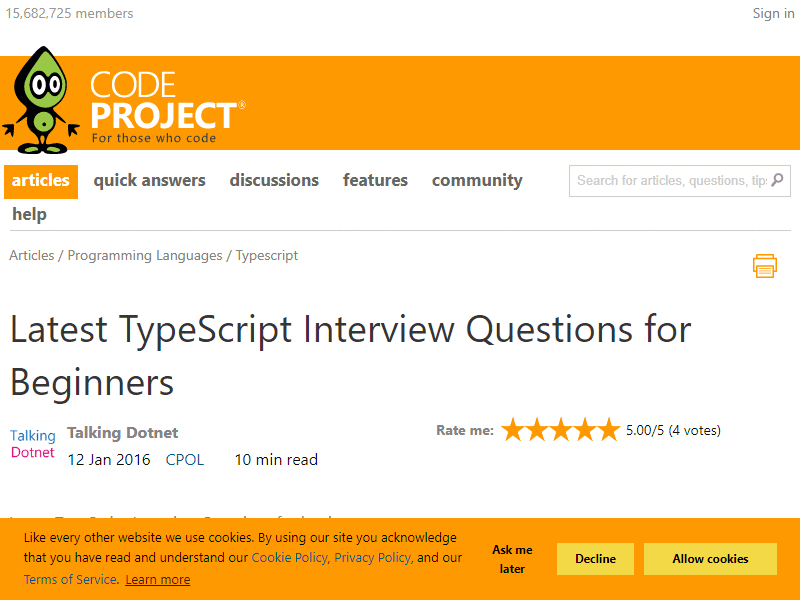 15,682,725 members
Sign in
CODE
PROJECT®
For those who code
articles quick answers discussions features community
Search for articles, questions, tips
help
Articles / Programming Languages / Typescript
Latest TypeScript Interview Questions for
Beginners
Talking
Dotnet
Talking Dotnet
Rate me: 5.00/5 (4 votes)
12 Jan 2016 CPOL 10 min read
Like every other website we use cookies. By using our site you acknowledge
that you have read and understand our Cookie Policy, Privacy Policy, and our
Terms of Service. Learn more
Ask me
later
Decline
Allow cookies